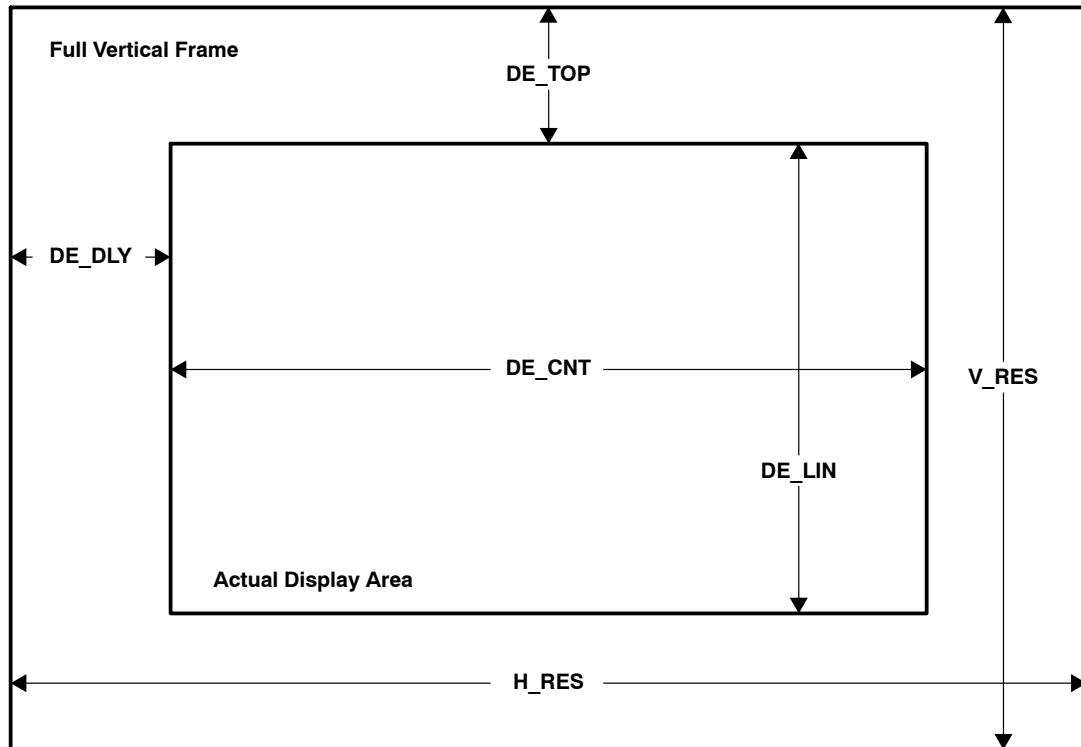 Full Vertical Frame
DE_TOP
DE_DLY
DE_CNT
V_RES
DE_LIN
Actual Display Area
H_RES